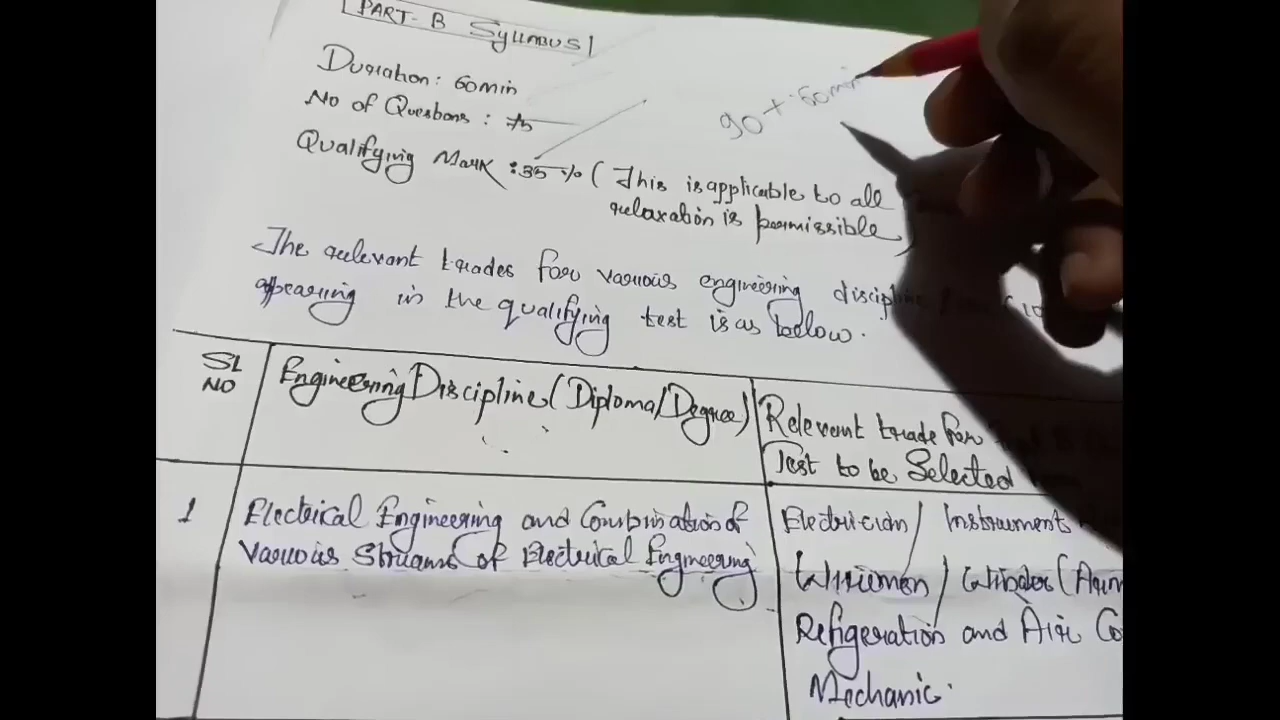 PART-B Syllabus
Duration: 60min
90 + 60min
No of Questions : 75
Qualifying Mark : 35 % ( This is applicable to all
relaxation is permissible)
The relevant trades for various engineering discipline
appearing in the qualifying test is as below.
SL NO
Engineering Discipline (Diploma/Degree)
Relevant trade for
Test to be Selected
1
Electrical Engineering and Combination of
Various Streams of Electrical Engineering
Electrician / Instruments
Wireman / Winder (Arm
Refigeration and Air Co
Mechanic.